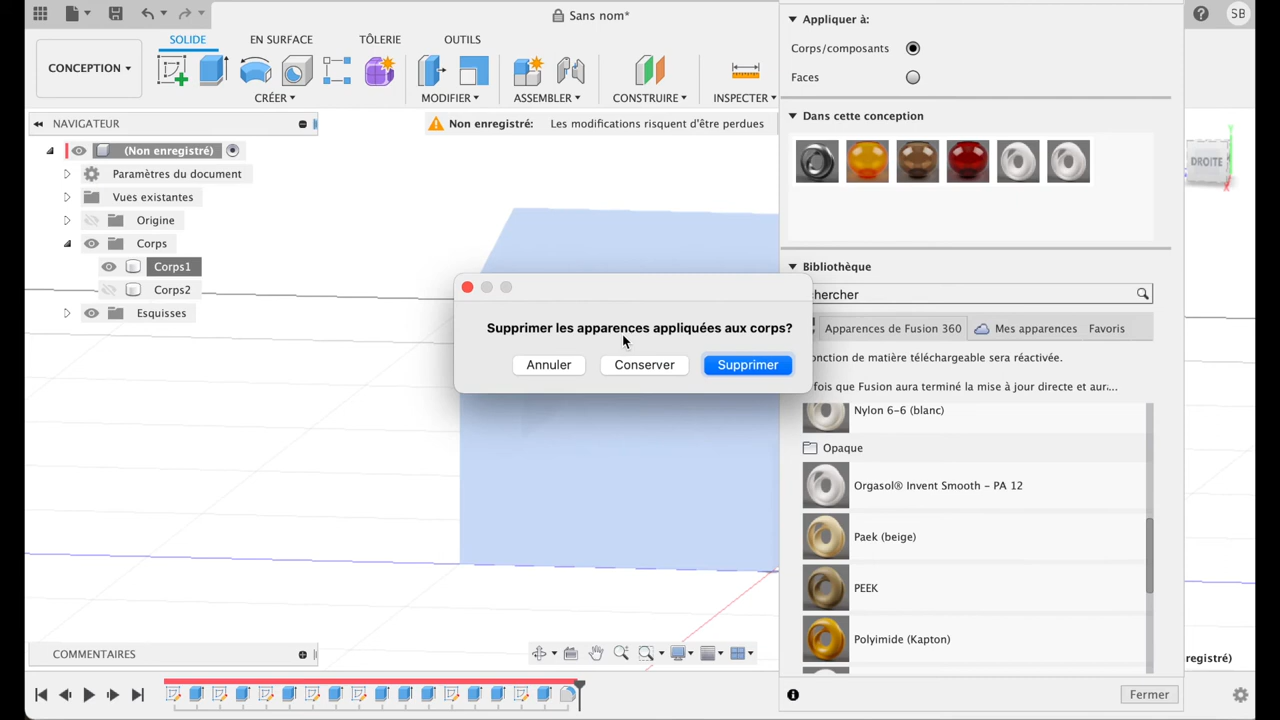 Sans nom*
SB
CONCEPTION
SOLIDE
EN SURFACE
TÔLERIE
OUTILS
CRÉER
MODIFIER
ASSEMBLER
CONSTRUIRE
INSPECTER
NAVIGATEUR
Non enregistré: Les modifications risquent d'être perdues
(Non enregistré)
Paramètres du document
Vues existantes
Origine
Corps
Corps1
Corps2
Esquisses
Supprimer les apparences appliquées aux corps?
Annuler
Conserver
Supprimer
Appliquer à:
Corps/composants
Faces
Dans cette conception
Bibliothèque
hercher
Apparences de Fusion 360
Mes apparences
Favoris
onction de matière téléchargeable sera réactivée.
fois que Fusion aura terminé la mise à jour directe et aur...
Nylon 6-6 (blanc)
Opaque
Orgasol® Invent Smooth - PA 12
Paek (beige)
PEEK
Polyimide (Kapton)
Fermer
DROITE
registré)
COMMENTAIRES